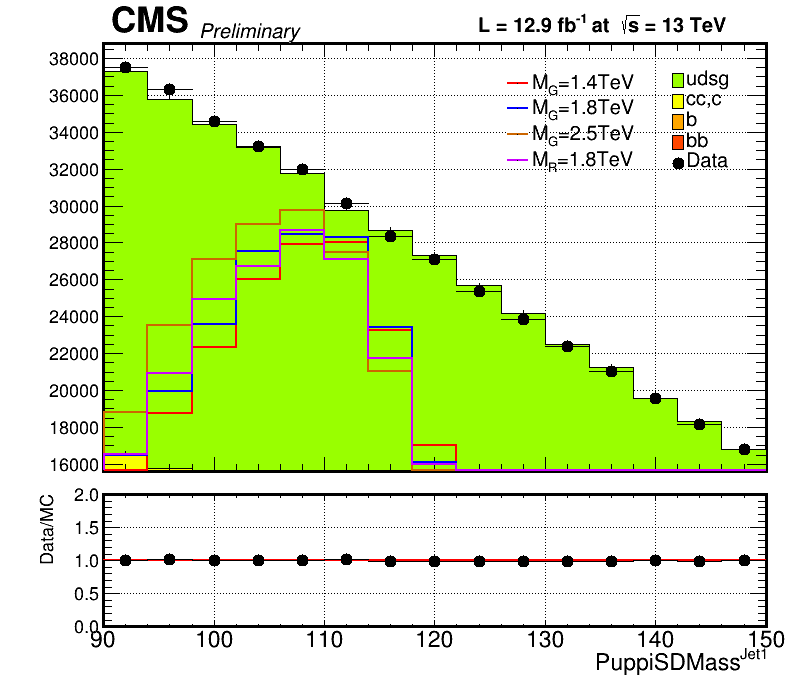 CMS Preliminary L = 12.9 fb⁻¹ at √s = 13 TeV
38000
36000
34000
32000
30000
28000
26000
24000
22000
20000
18000
16000
M_G=1.4TeV
M_G=1.8TeV
M_G=2.5TeV
M_R=1.8TeV
udsg
cc,c
b
bb
Data
Data/MC
2.0
1.5
1.0
0.5
0.0
90 100 110 120 130 140 150
PuppiSDMass^Jet1